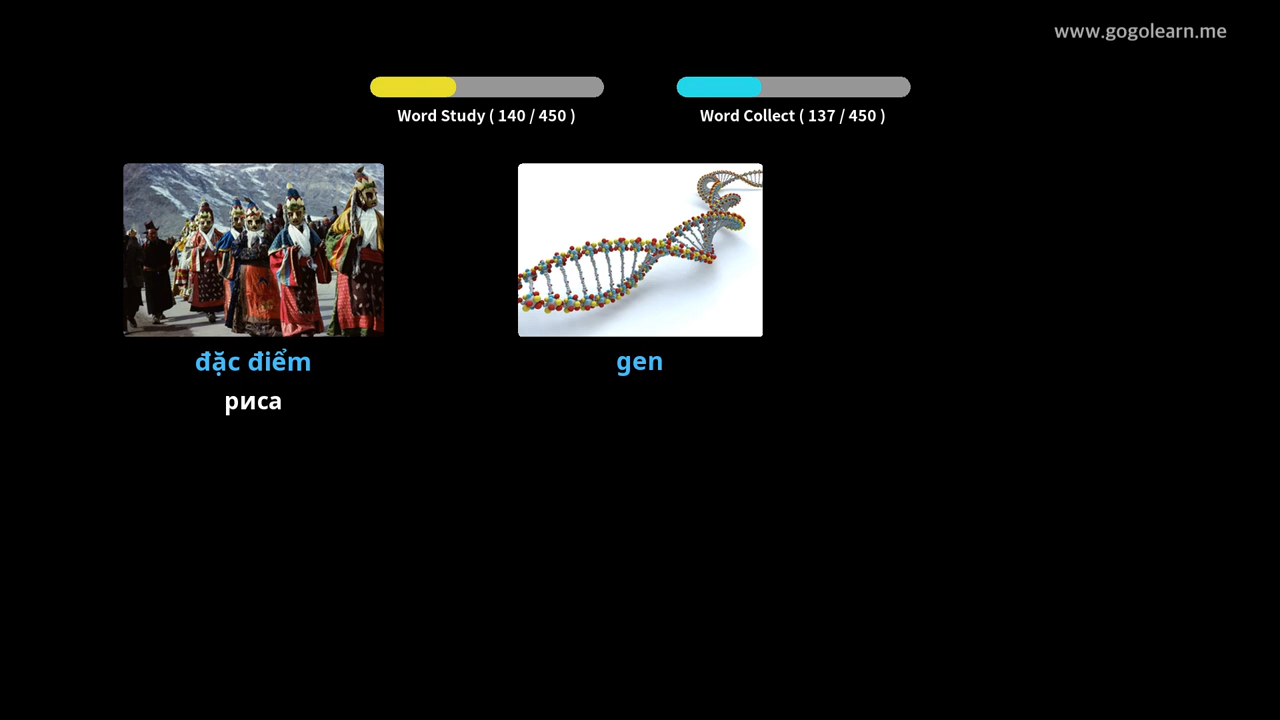 www.gogolearn.me
Word Study ( 140 / 450 )
Word Collect ( 137 / 450 )
đặc điểm
gen
риса